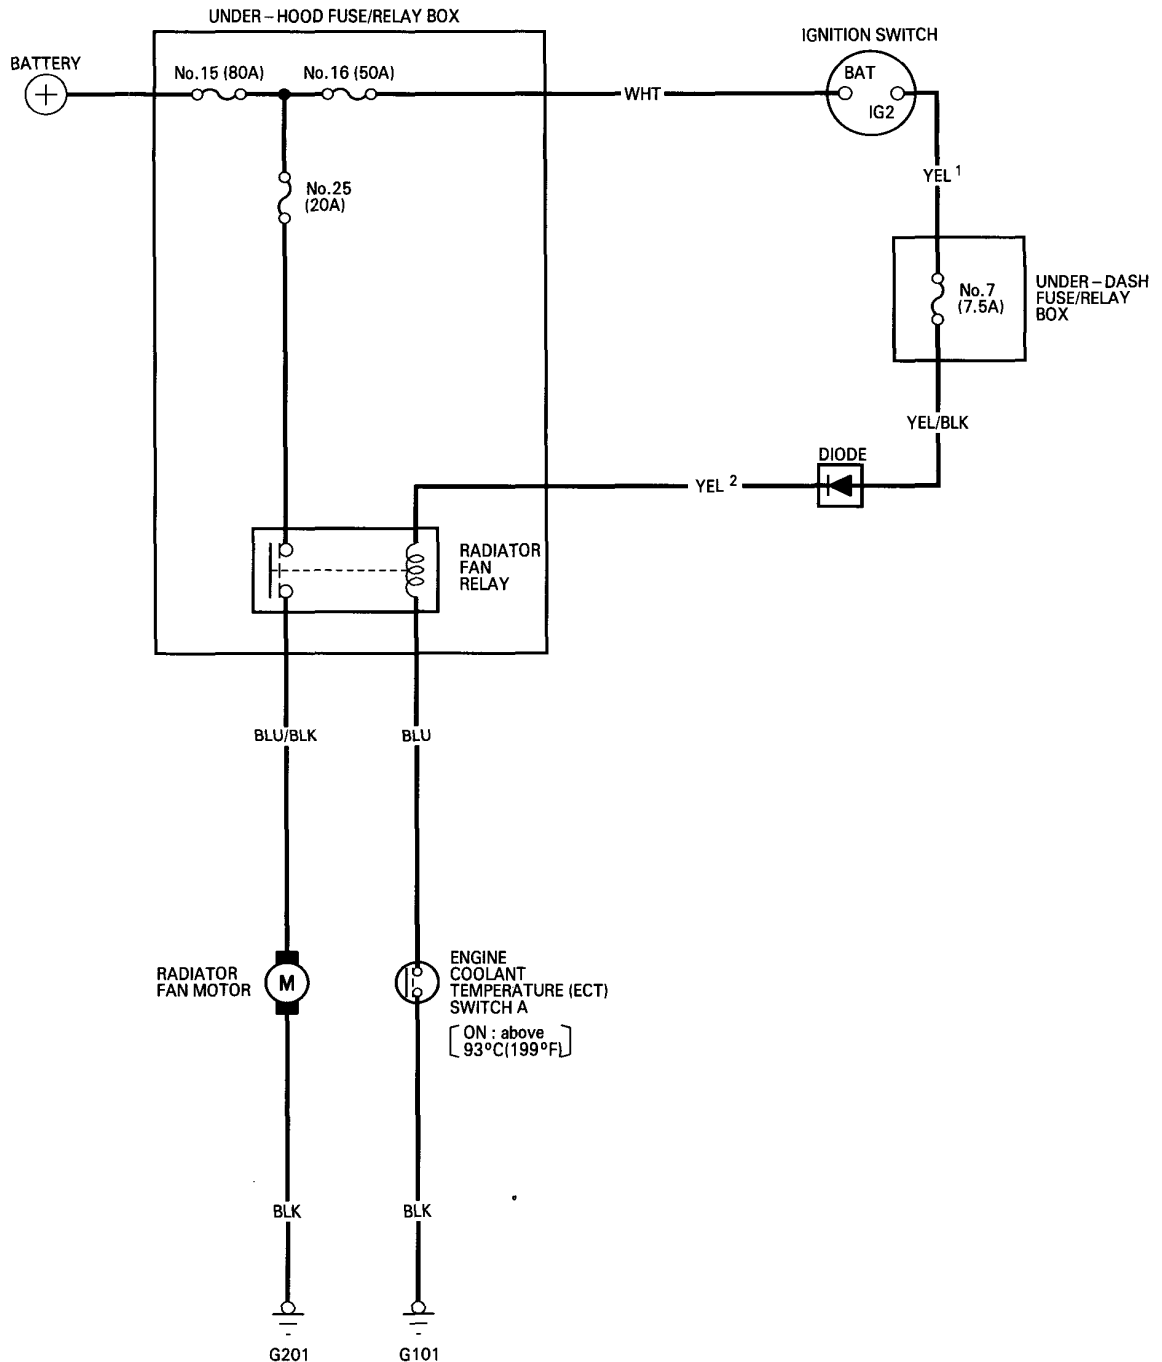 UNDER – HOOD FUSE/RELAY BOX
IGNITION SWITCH
BATTERY
+
No.15 (80A)
No.16 (50A)
WHT
BAT
IG2
YEL 1
No.25
(20A)
No.7
(7.5A)
UNDER – DASH
FUSE/RELAY
BOX
YEL/BLK
DIODE
YEL 2
RADIATOR
FAN
RELAY
BLU/BLK
BLU
RADIATOR
FAN MOTOR
M
ENGINE
COOLANT
TEMPERATURE (ECT)
SWITCH A
[ON : above
93°C(199°F)]
BLK
BLK
G201
G101